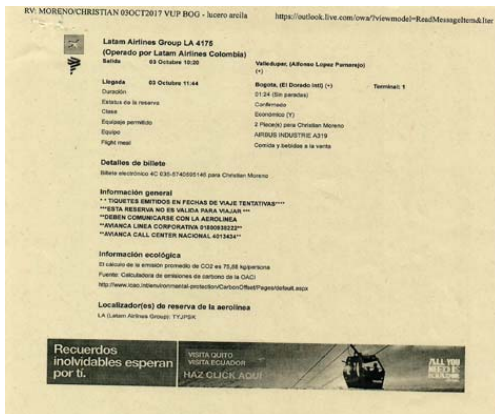 RV: MORENO/CHRISTIAN 03OCT2017 VUP BOG - lucero arcila
https://outlook.live.com/owa/?viewmodel=ReadMessageItem&Iter
Latam Airlines Group LA 4175
(Operado por Latam Airlines Colombia)
Salida 03 Octubre 10:20 Valledupar, (Alfonso Lopez Pumarejo)
(+)
Llegada 03 Octubre 11:44 Bogota, (El Dorado Intl) (+) Terminal: 1
Duración 01:24 (Sin paradas)
Estatus de la reserva Confirmado
Clase Económica (Y)
Equipaje permitido 2 Piece(s) para Christian Moreno
Equipo AIRBUS INDUSTRIE A319
Flight meal Comida y bebidas a la venta
Detalles de billete
Billete electrónico 4C 035-5740595146 para Christian Moreno
Información general
* * TIQUETES EMITIDOS EN FECHAS DE VIAJE TENTATIVAS****
***ESTA RESERVA NO ES VALIDA PARA VIAJAR ***
**DEBEN COMUNICARSE CON LA AEROLINEA
**AVIANCA LINEA CORPORATIVA 01800838222**
**AVIANCA CALL CENTER NACIONAL 4013434**
Información ecológica
El cálculo de la emisión promedio de CO2 es 75,68 kg/persona
Fuente: Calculadora de emisiones de carbono de la OACI
http://www.icao.int/environmental-protection/CarbonOffset/Pages/default.aspx
Localizador(es) de reserva de la aerolínea
LA (Latam Airlines Group): TYJPSK
Recuerdos
inolvidables esperan
por tí.
VISITA QUITO
VISITA ECUADOR
HAZ CLICK AQUÍ
ALL YOU
NEED IS
ECUADOR